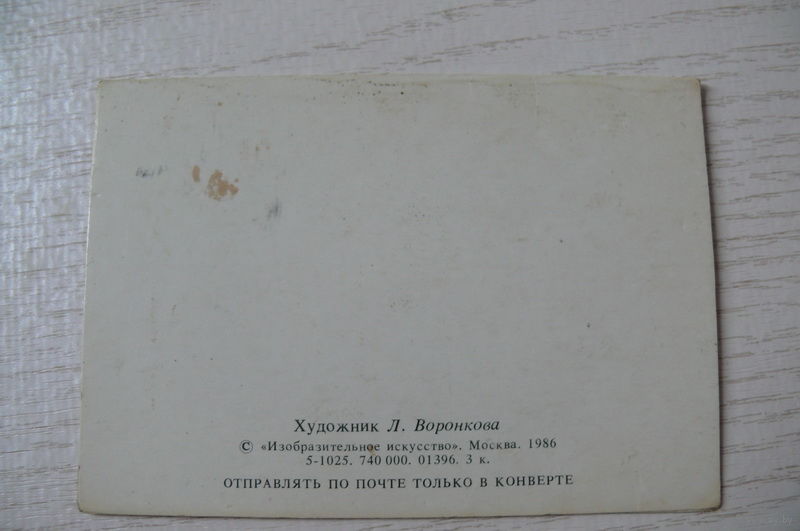 Художник Л. Воронкова
© «Изобразительное искусство». Москва. 1986
5-1025. 740 000. 01396. 3 к.
ОТПРАВЛЯТЬ ПО ПОЧТЕ ТОЛЬКО В КОНВЕРТЕ